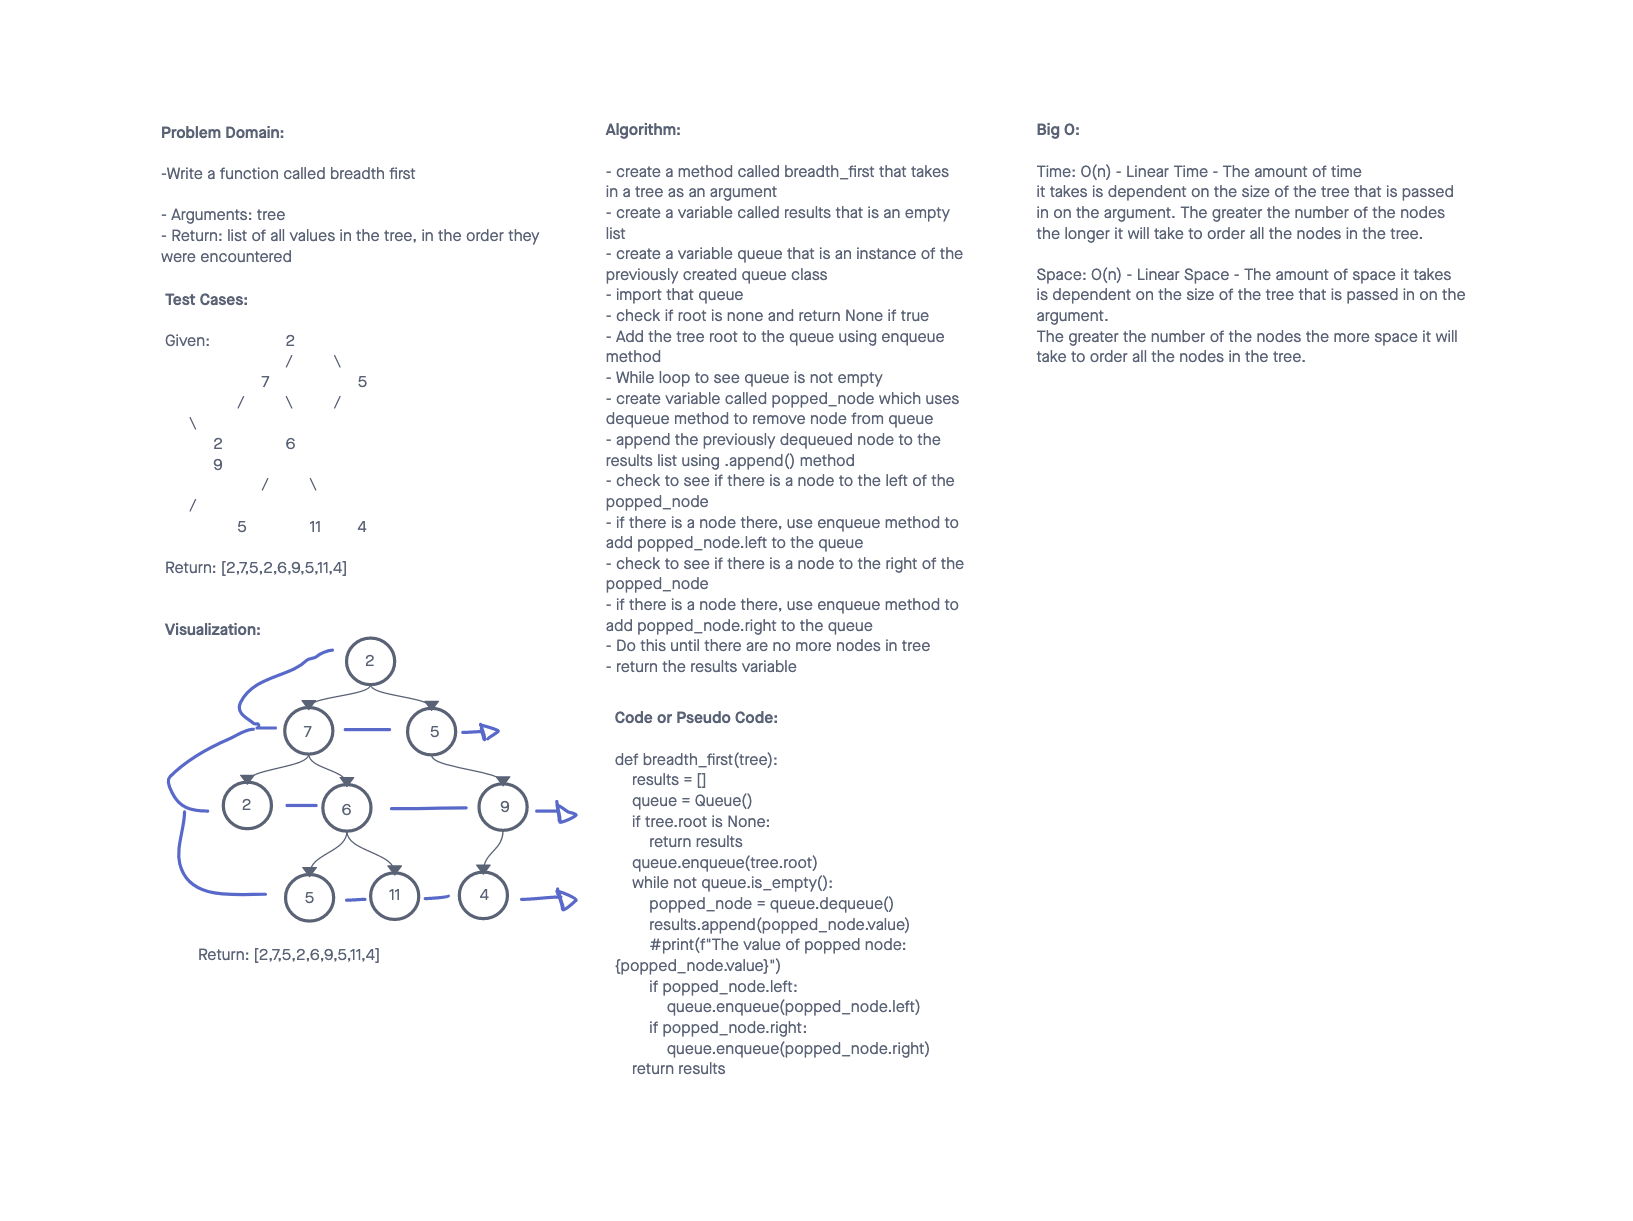 Problem Domain:
-Write a function called breadth first
- Arguments: tree
- Return: list of all values in the tree, in the order they
were encountered
Test Cases:
Given: 2
/ \
7 5
/ \ /
\
2 6
9
/ \
/
5 11 4
Return: [2,7,5,2,6,9,5,11,4]
Visualization:
2
7 5
2 6 9
5 11 4
Return: [2,7,5,2,6,9,5,11,4]
Algorithm:
- create a method called breadth_first that takes
in a tree as an argument
- create a variable called results that is an empty
list
- create a variable queue that is an instance of the
previously created queue class
- import that queue
- check if root is none and return None if true
- Add the tree root to the queue using enqueue
method
- While loop to see queue is not empty
- create variable called popped_node which uses
dequeue method to remove node from queue
- append the previously dequeued node to the
results list using .append() method
- check to see if there is a node to the left of the
popped_node
- if there is a node there, use enqueue method to
add popped_node.left to the queue
- check to see if there is a node to the right of the
popped_node
- if there is a node there, use enqueue method to
add popped_node.right to the queue
- Do this until there are no more nodes in tree
- return the results variable
Code or Pseudo Code:
def breadth_first(tree):
    results = []
    queue = Queue()
    if tree.root is None:
        return results
    queue.enqueue(tree.root)
    while not queue.is_empty():
        popped_node = queue.dequeue()
        results.append(popped_node.value)
        #print(f"The value of popped node:
{popped_node.value}")
        if popped_node.left:
            queue.enqueue(popped_node.left)
        if popped_node.right:
            queue.enqueue(popped_node.right)
    return results
Big O:
Time: O(n) - Linear Time - The amount of time
it takes is dependent on the size of the tree that is passed
in on the argument. The greater the number of the nodes
the longer it will take to order all the nodes in the tree.
Space: O(n) - Linear Space - The amount of space it takes
is dependent on the size of the tree that is passed in on the
argument.
The greater the number of the nodes the more space it will
take to order all the nodes in the tree.